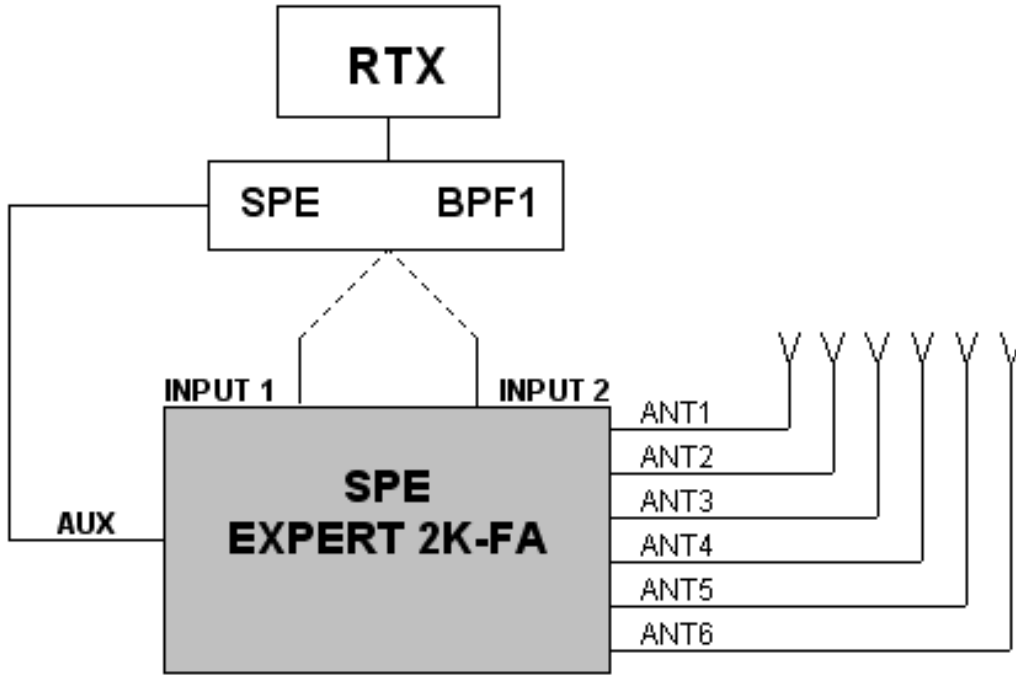 RTX
SPE BPF1
INPUT 1 INPUT 2
ANT1
ANT2
SPE
ANT3
EXPERT 2K-FA
AUX
ANT4
ANT5
ANT6